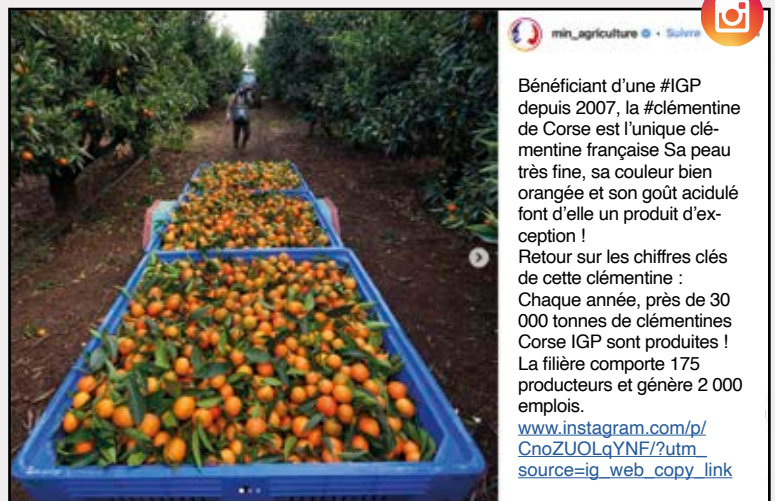 min_agriculture • Suivre
Bénéficiant d’une #IGP
depuis 2007, la #clémentine
de Corse est l’unique clé-
mentine française Sa peau
très fine, sa couleur bien
orangée et son goût acidulé
font d’elle un produit d’ex-
ception !
Retour sur les chiffres clés
de cette clémentine :
Chaque année, près de 30
000 tonnes de clémentines
Corse IGP sont produites !
La filière comporte 175
producteurs et génère 2 000
emplois.
www.instagram.com/p/
CnoZUOLqYNF/?utm_
source=ig_web_copy_link